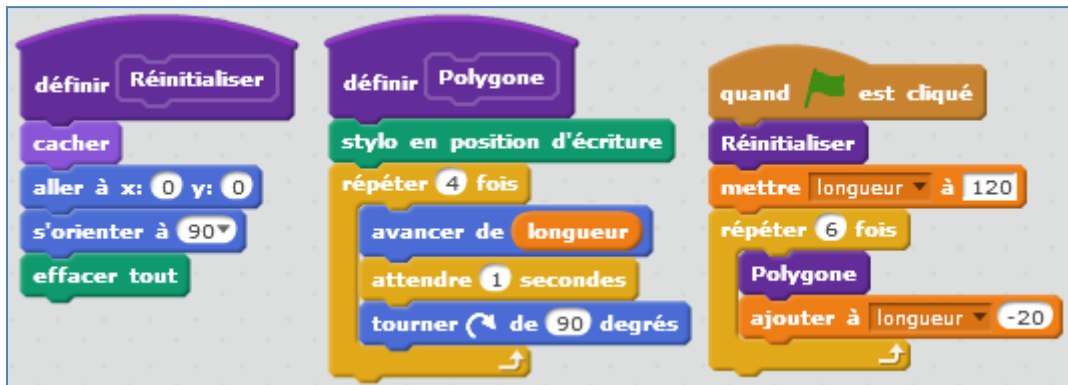 définir Réinitialiser
cacher
aller à x: 0 y: 0
s'orienter à 90
effacer tout
définir Polygone
stylo en position d'écriture
répéter 4 fois
avancer de longueur
attendre 1 secondes
tourner de 90 degrés
quand est cliqué
Réinitialiser
mettre longueur à 120
répéter 6 fois
Polygone
ajouter à longueur -20